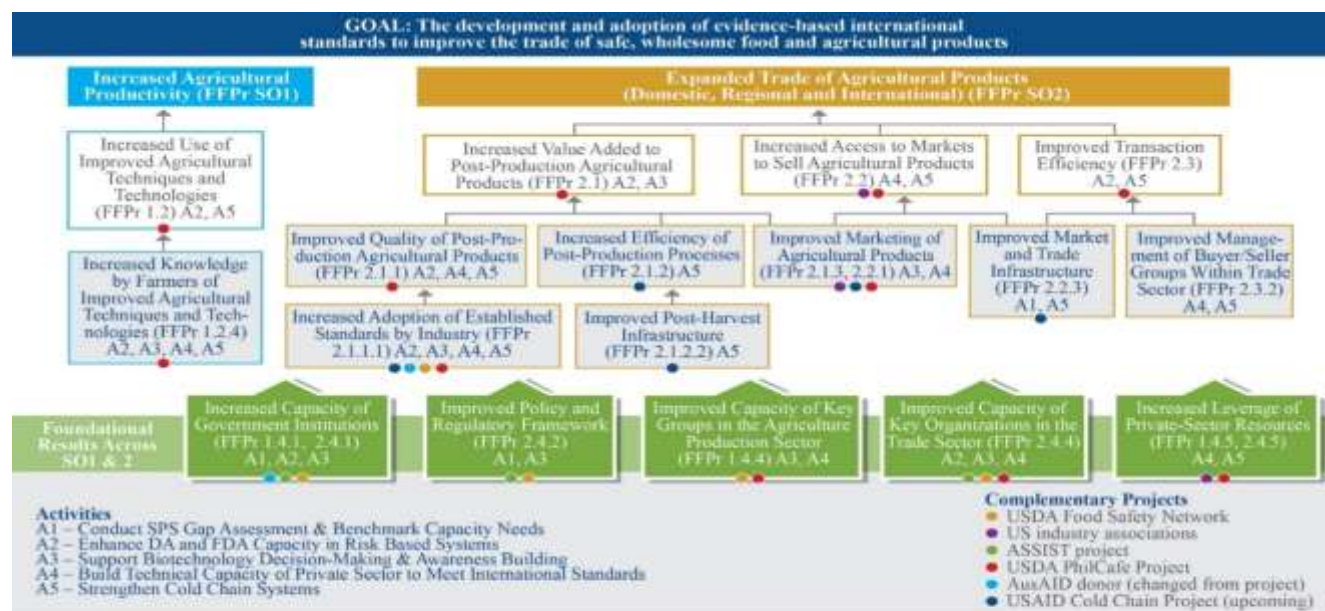 GOAL: The development and adoption of evidence-based international
standards to improve the trade of safe, wholesome food and agricultural products
Increased Agricultural
Productivity (FFPr SO1)
Expanded Trade of Agricultural Products
(Domestic, Regional and International) (FFPr SO2)
Increased Use of
Improved Agricultural
Techniques and
Technologies
(FFPr 1.2) A2, A5
Increased Value Added to
Post-Production Agricultural
Products (FFPr 2.1) A2, A3
Increased Access to Markets
to Sell Agricultural Products
(FFPr 2.2) A4, A5
Improved Transaction
Efficiency (FFPr 2.3)
A2, A5
Increased Knowledge
by Farmers of
Improved Agricultural
Techniques and Tech-
nologies (FFPr 1.2.4)
A2, A3, A4, A5
Improved Quality of Post-Pro-
duction Agricultural Products
(FFPr 2.1.1) A2, A4, A5
Increased Efficiency of
Post-Production Processes
(FFPr 2.1.2) A5
Improved Marketing of
Agricultural Products
(FFPr 2.1.3, 2.2.1) A3, A4
Improved Market
and Trade
Infrastructure
(FFPr 2.2.3)
A1, A5
Improved Manage-
ment of Buyer/Seller
Groups Within Trade
Sector (FFPr 2.3.2)
A4, A5
Increased Adoption of Established
Standards by Industry (FFPr
2.1.1.1) A2, A3, A4, A5
Improved Post-Harvest
Infrastructure
(FFPr 2.1.2.2) A5
Foundational
Results Across
SO1 & 2
Increased Capacity of
Government Institutions
(FFPr 1.4.1, 2.4.1)
A1, A2, A3
Improved Policy and
Regulatory Framework
(FFPr 2.4.2)
A1, A3
Improved Capacity of Key
Groups in the Agriculture
Production Sector
(FFPr 1.4.4) A3, A4
Improved Capacity of
Key Organizations in the
Trade Sector (FFPr 2.4.4)
A2, A3, A4
Increased Leverage of
Private-Sector Resources
(FFPr 1.4.5, 2.4.5)
A4, A5
Activities
A1 – Conduct SPS Gap Assessment & Benchmark Capacity Needs
A2 – Enhance DA and FDA Capacity in Risk Based Systems
A3 – Support Biotechnology Decision-Making & Awareness Building
A4 – Build Technical Capacity of Private Sector to Meet International Standards
A5 – Strengthen Cold Chain Systems
Complementary Projects
USDA Food Safety Network
US industry associations
ASSIST project
USDA PhilCafe Project
AusAID donor (changed from project)
USAID Cold Chain Project (upcoming)